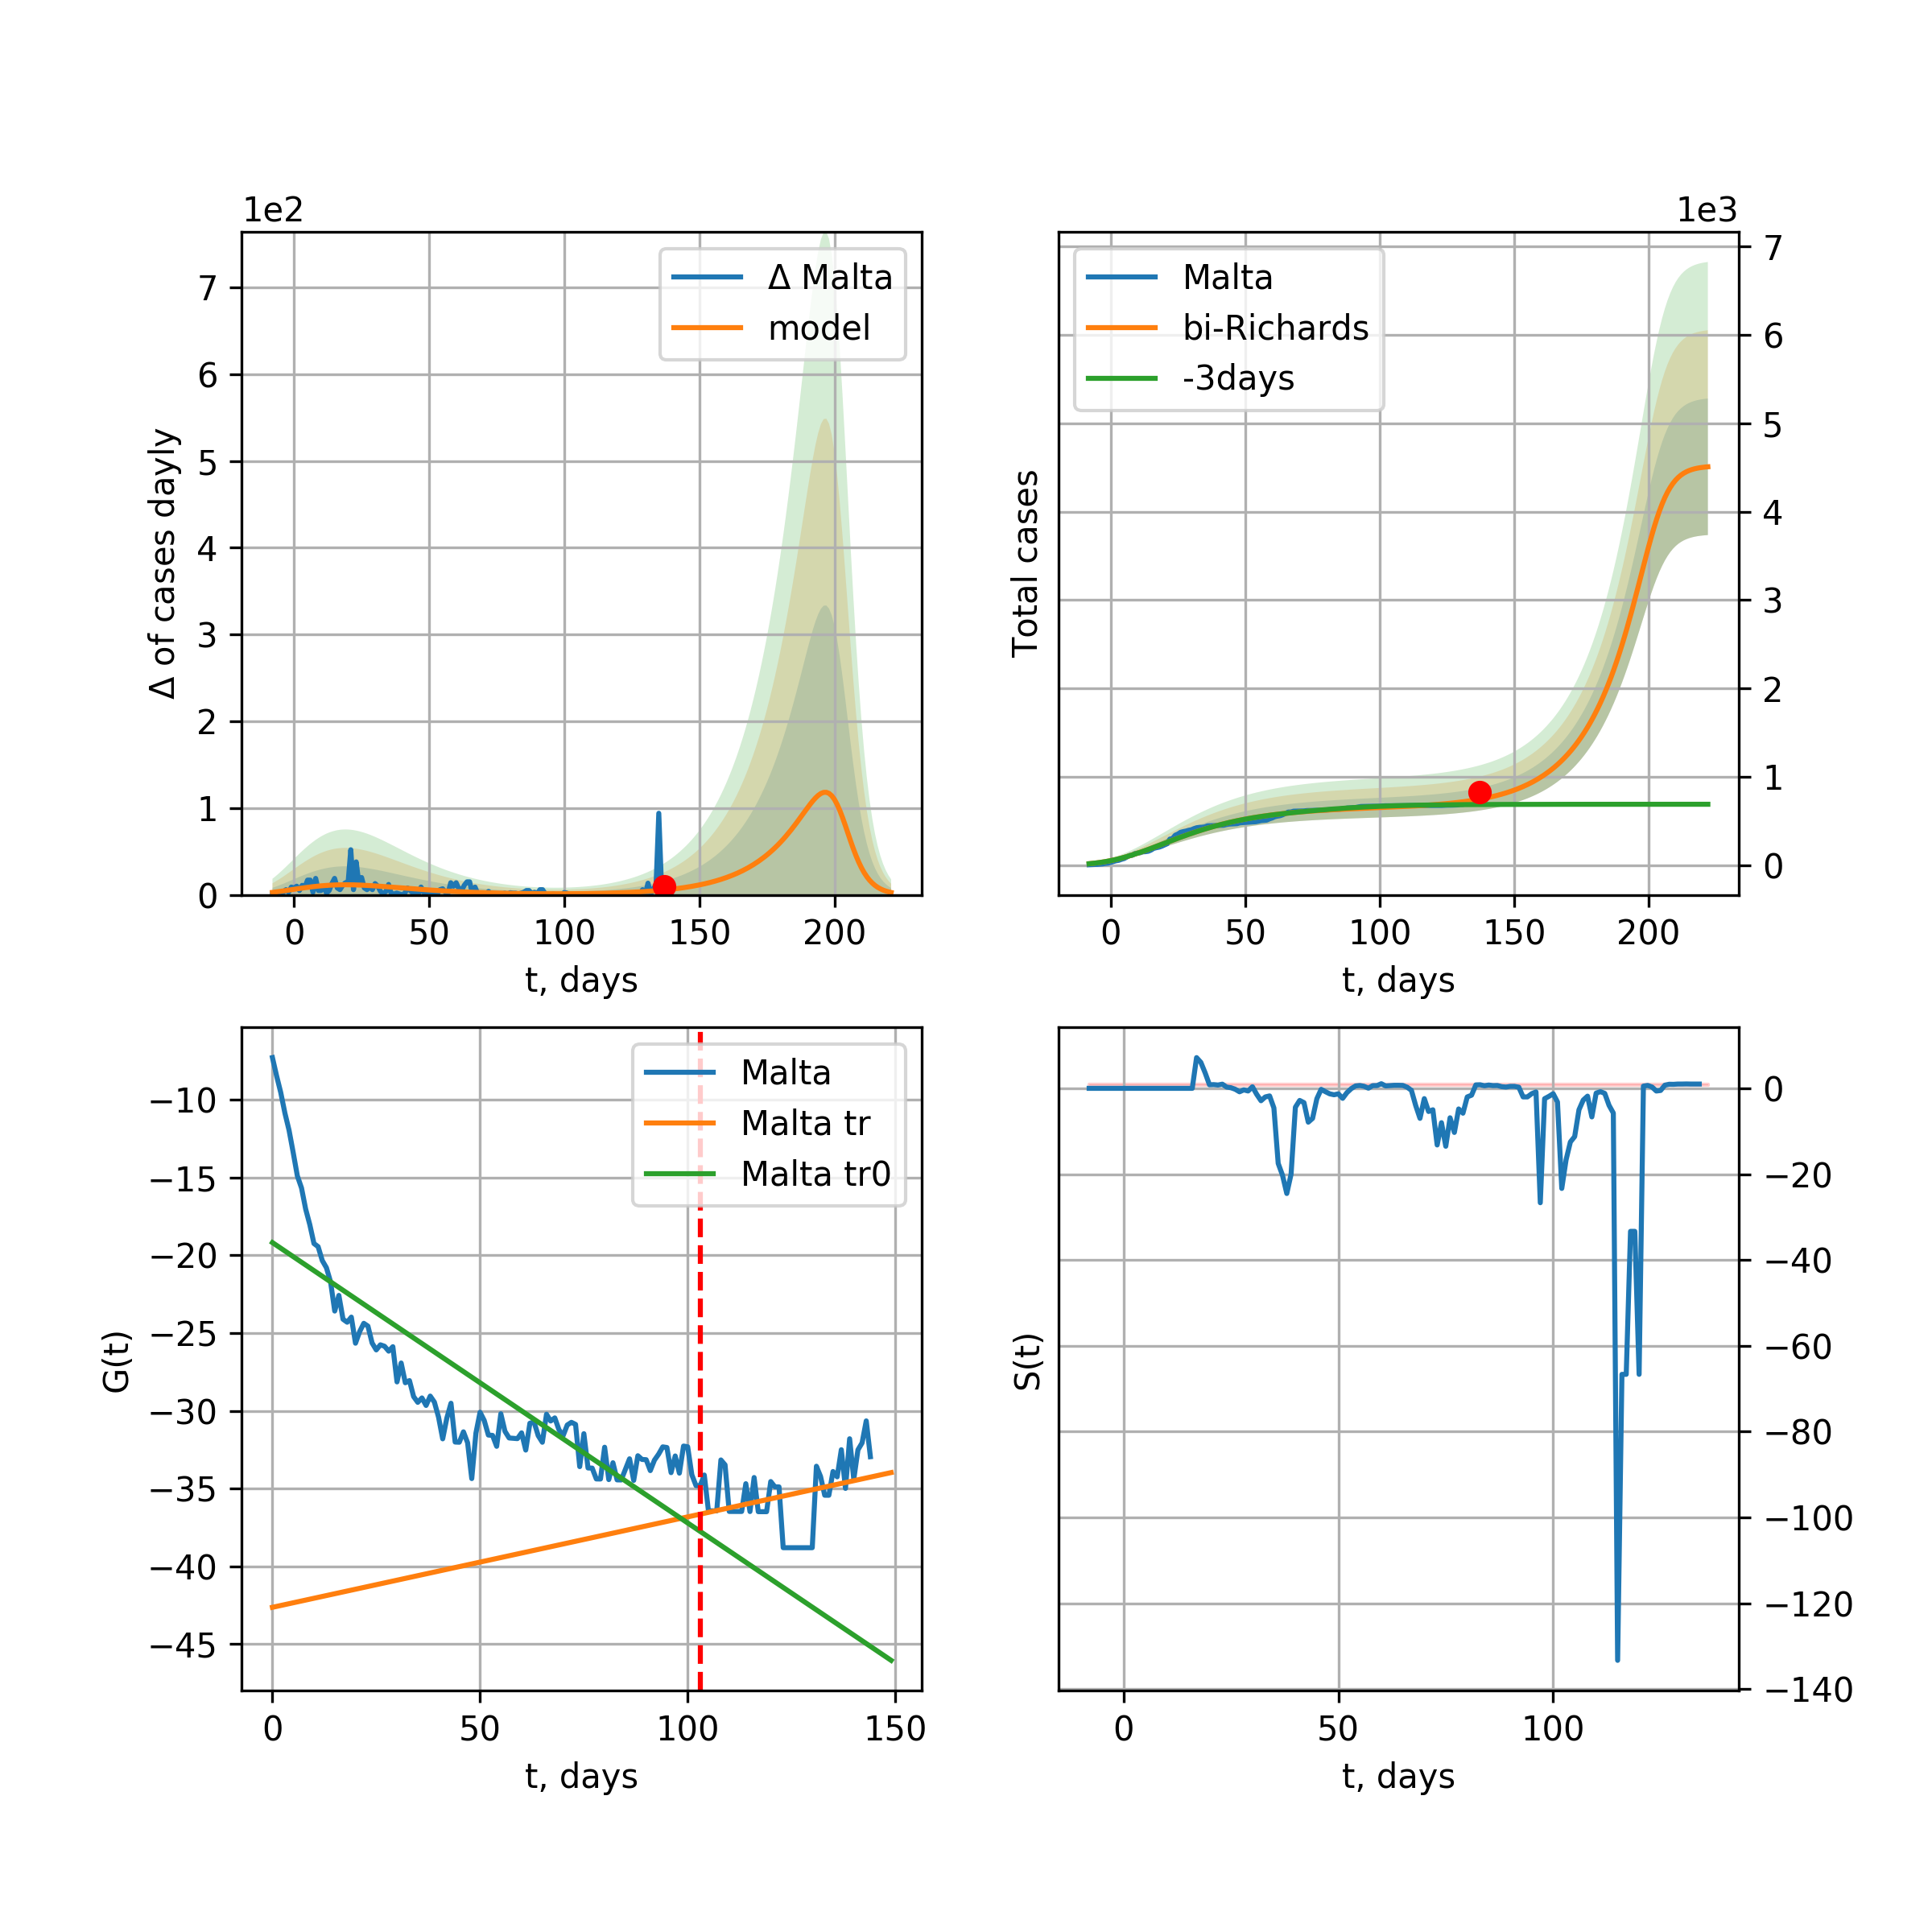 1e2
Δ of cases dayly
7
6
5
4
3
2
1
0
Δ Malta
model
0 50 100 150 200
t, days
1e3
Total cases
Malta
bi-Richards
-3days
7
6
5
4
3
2
1
0
0 50 100 150 200
t, days
G(t)
−10
−15
−20
−25
−30
−35
−40
−45
Malta
Malta tr
Malta tr0
0 50 100 150
t, days
S(t)
0
−20
−40
−60
−80
−100
−120
−140
0 50 100
t, days